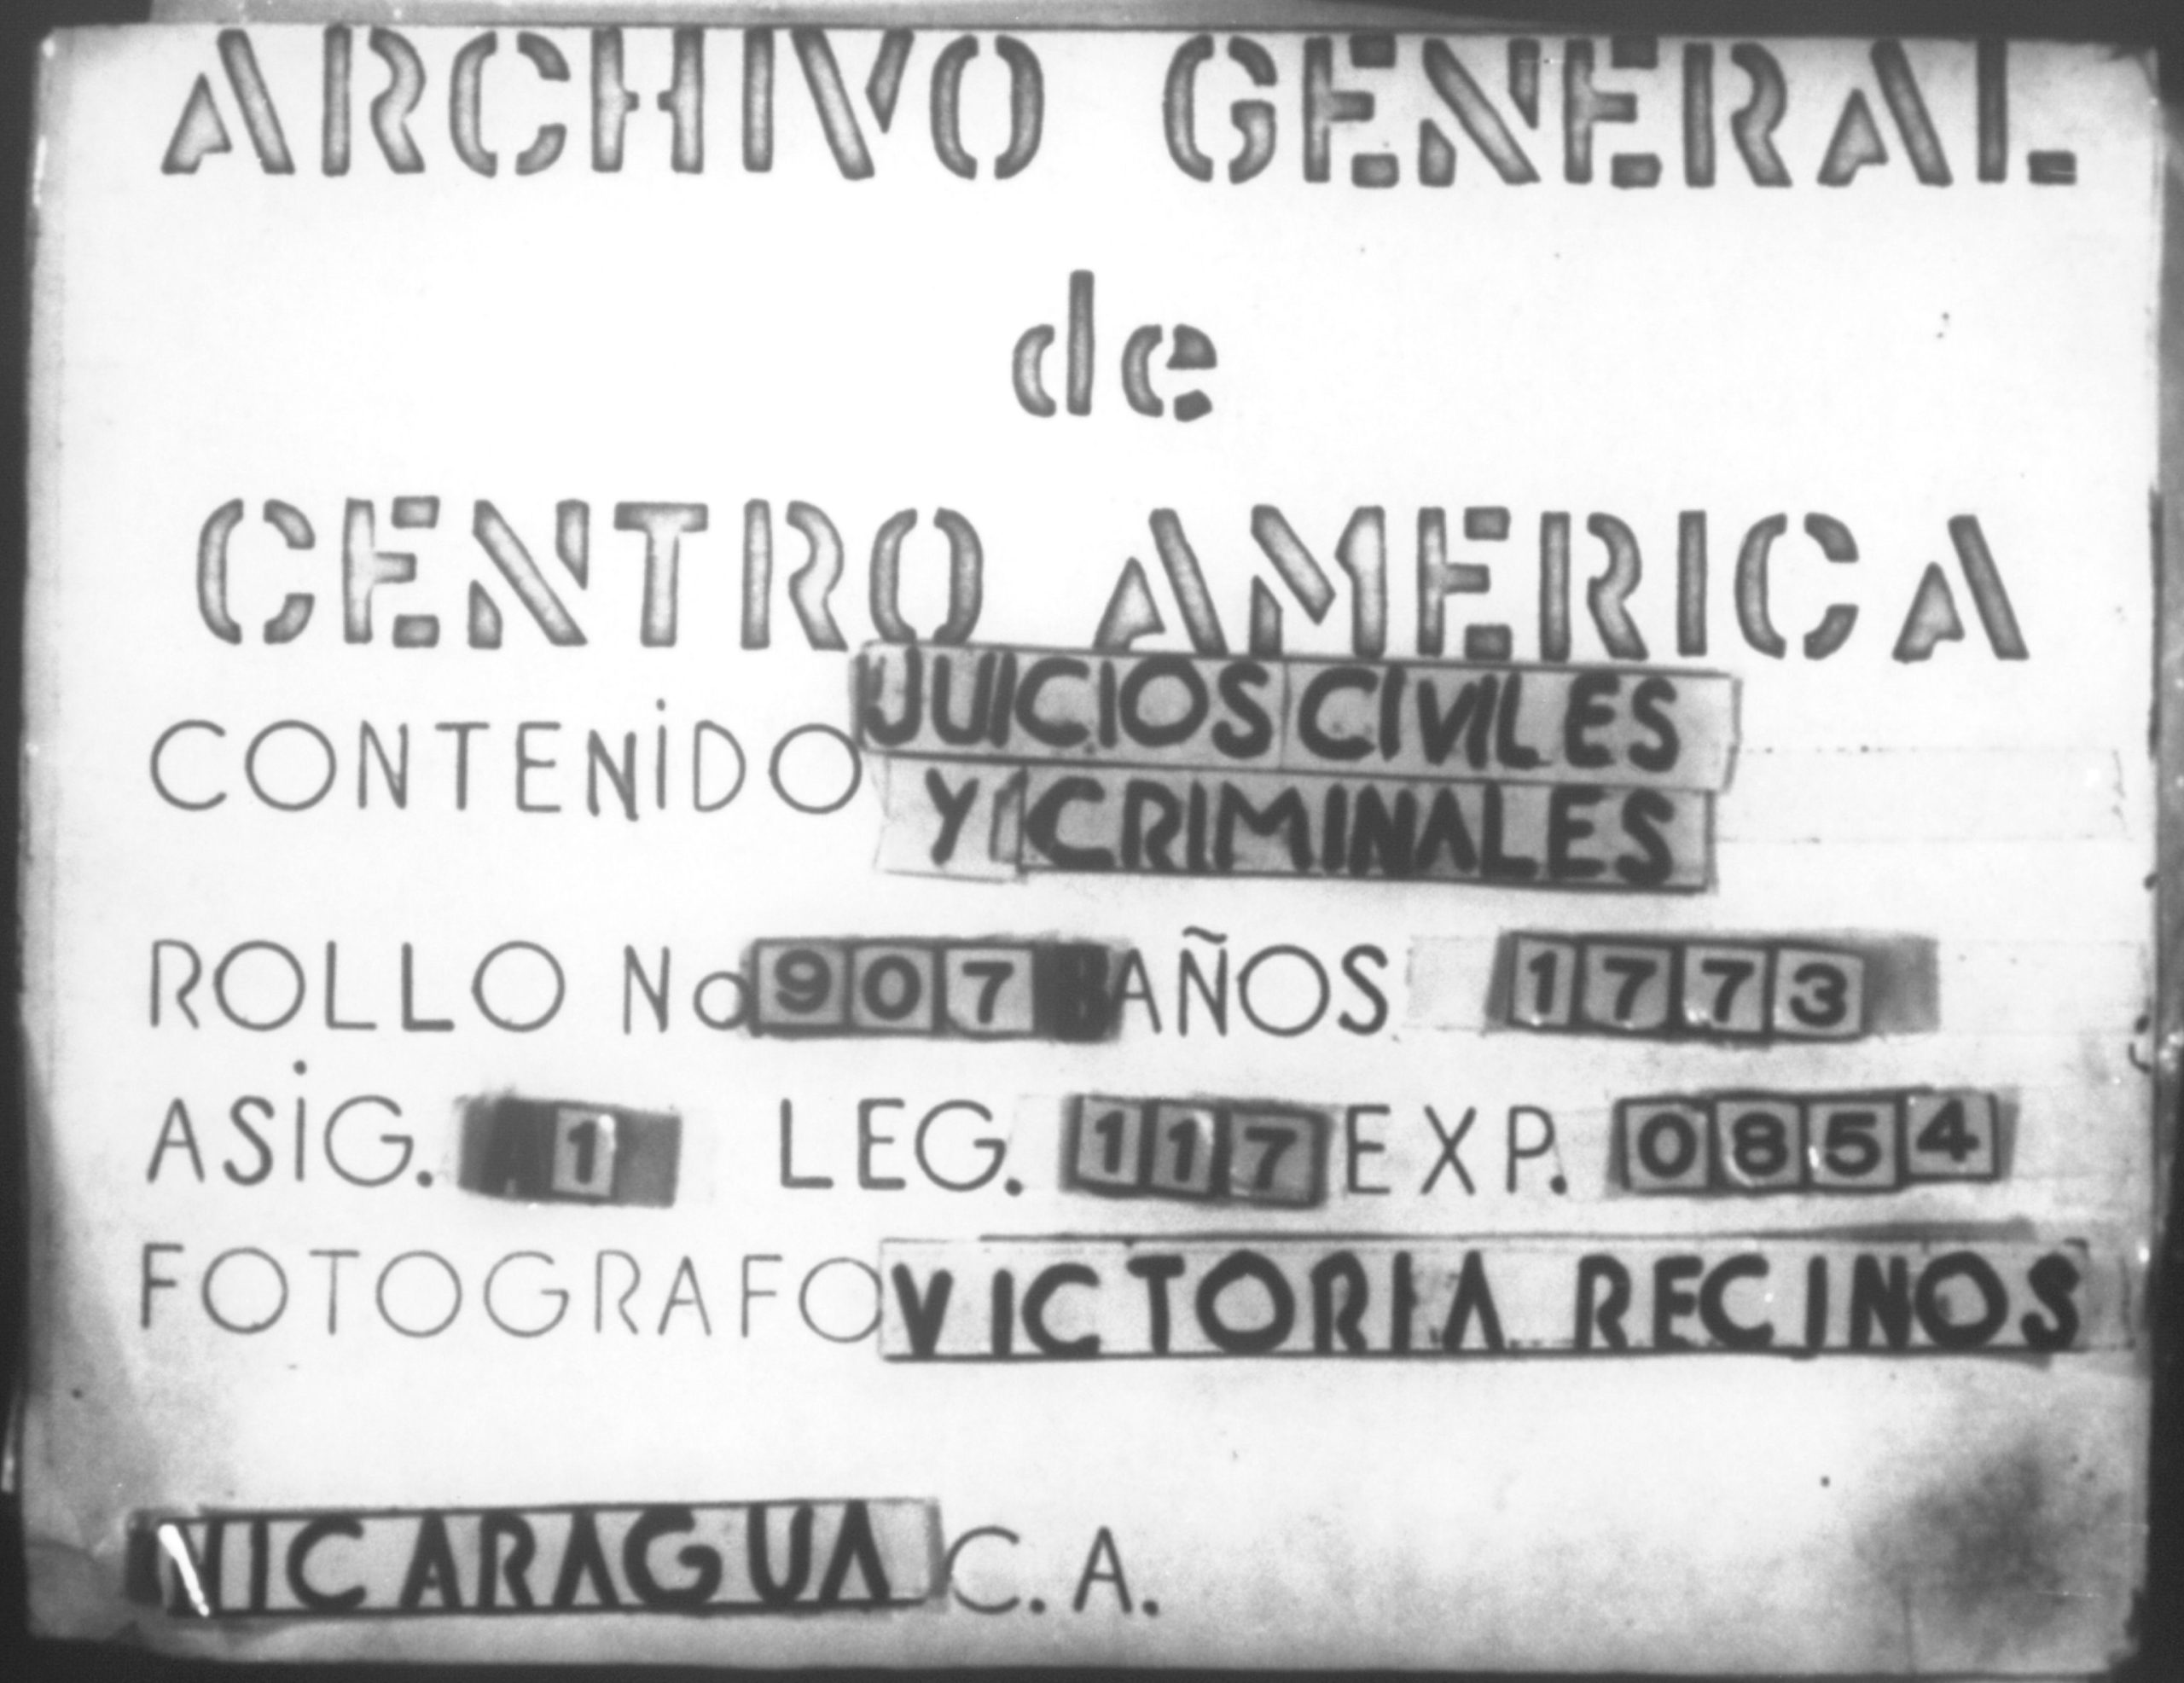 ARCHIVO GENERAL
de
CENTRO AMERICA
CONTENIDO JUICIOS CIVILES
Y CRIMINALES
ROLLO No 907 AÑOS 1773
ASIG. 1 LEG. 117 EXP. 0854
FOTOGRAFO VICTORIA RECINOS
NICARAGUA C.A.